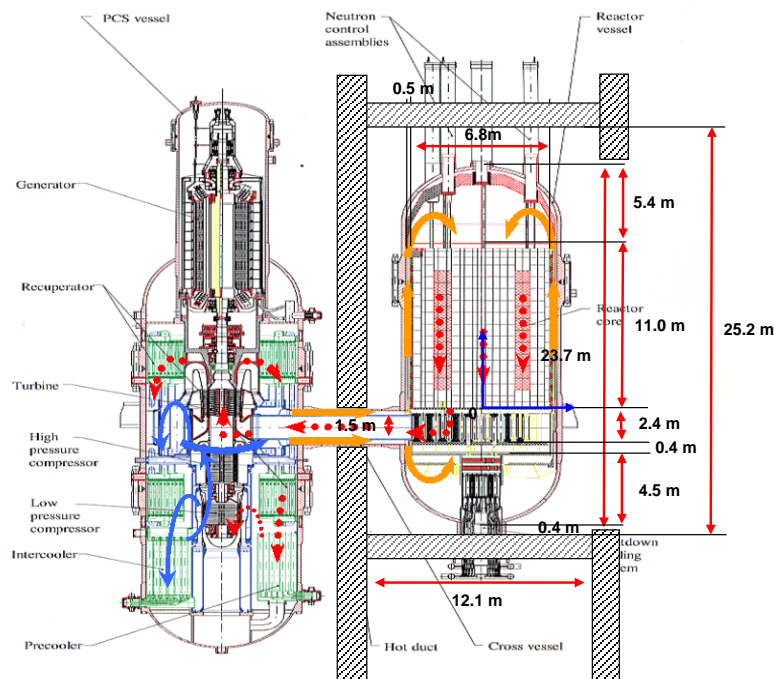 PCS vessel
Neutron
control
assemblies
Reactor
vessel
0.5 m
6.8m
Generator
5.4 m
Recuperator
Reactor
core
11.0 m
25.2 m
23.7 m
Turbine
0
1.5 m
2.4 m
High
pressure
compressor
0.4 m
4.5 m
Low
pressure
compressor
0.4 m
Intercooler
12.1 m
Precooler
Hot duct
Cross vessel